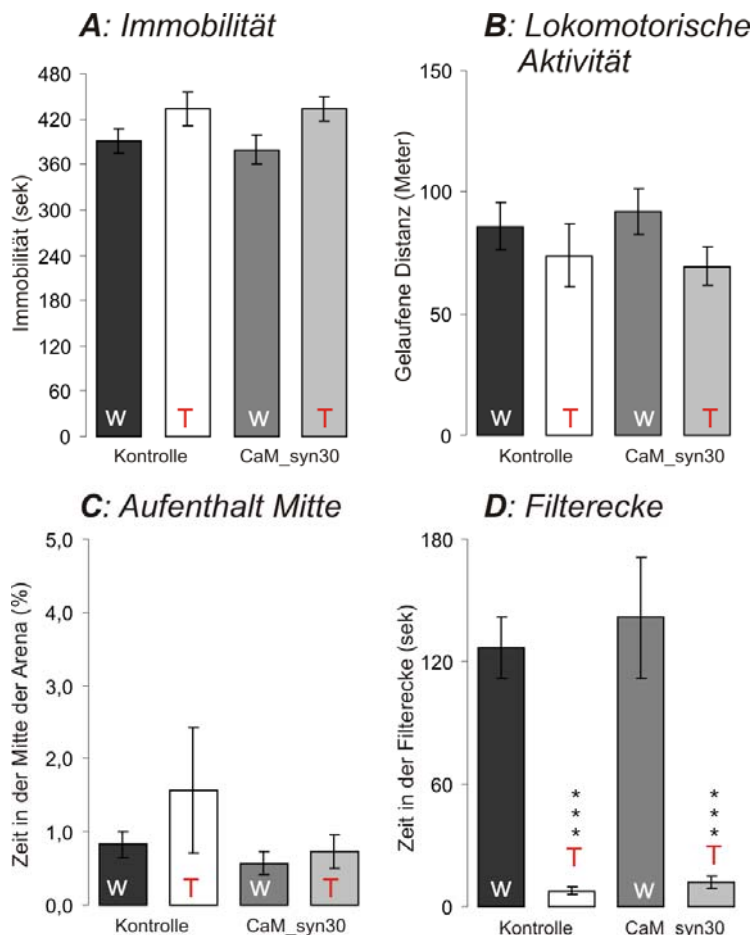 A: Immobilität
480
420
360
300
240
180
120
60
0
Immobilität (sek)
W
T
W
T
Kontrolle
CaM_syn30
B: Lokomotorische
Aktivität
150
100
50
0
Gelaufene Distanz (Meter)
W
T
W
T
Kontrolle
CaM_syn30
C: Aufenthalt Mitte
5,0
4,0
3,0
2,0
1,0
0,0
Zeit in der Mitte der Arena (%)
W
T
W
T
Kontrolle
CaM_syn30
D: Filterecke
180
120
60
0
Zeit in der Filterecke (sek)
W
***
T
W
***
T
Kontrolle
CaM_syn30